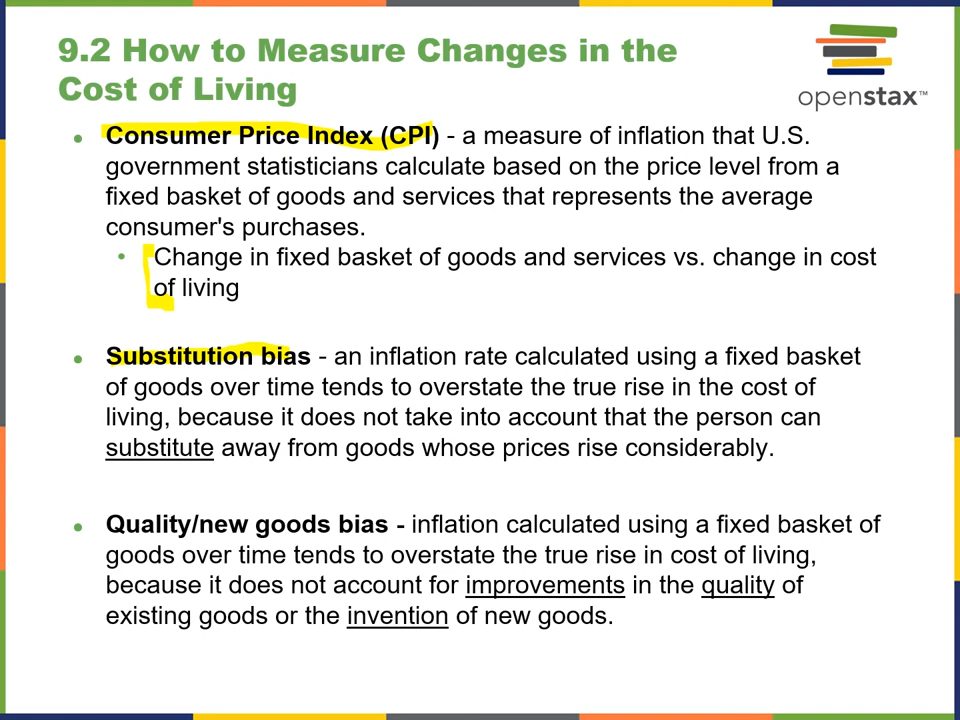 9.2 How to Measure Changes in the
Cost of Living
openstax™
• Consumer Price Index (CPI) - a measure of inflation that U.S.
government statisticians calculate based on the price level from a
fixed basket of goods and services that represents the average
consumer's purchases.
• Change in fixed basket of goods and services vs. change in cost
of living
• Substitution bias - an inflation rate calculated using a fixed basket
of goods over time tends to overstate the true rise in the cost of
living, because it does not take into account that the person can
substitute away from goods whose prices rise considerably.
• Quality/new goods bias - inflation calculated using a fixed basket of
goods over time tends to overstate the true rise in cost of living,
because it does not account for improvements in the quality of
existing goods or the invention of new goods.